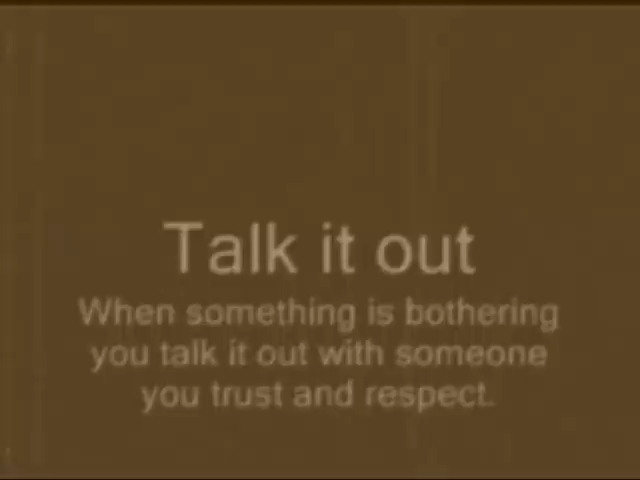 Talk it out
When something is bothering
you talk it out with someone
you trust and respect.